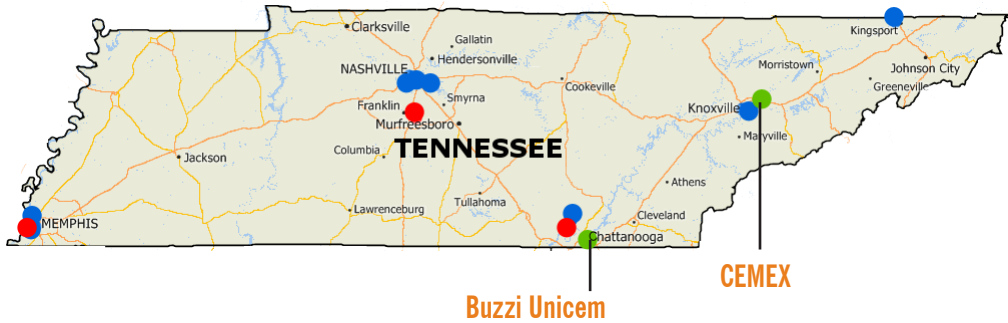 Clarksville
Kingsport
Gallatin
NASHVILLE
Hendersonville
Morristown
Johnson City
Cookeville
Greeneville
Smyrna
Franklin
Knoxville
Murfreesboro
Maryville
Columbia
TENNESSEE
Jackson
Athens
Tullahoma
Lawrenceburg
Cleveland
MEMPHIS
Chattanooga
CEMEX
Buzzi Unicem